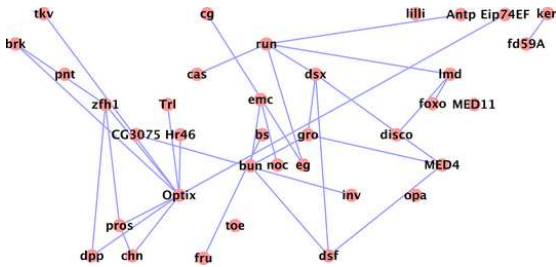 tkv cg lilli Antp Eip74EF ker
brk run fd59A
pnt cas dsx lmd
zfh1 Trl emc foxo MED11
CG3075 Hr46 bs gro disco
bun noc eg MED4
Optix inv opa
pros toe
dpp chn fru dsf